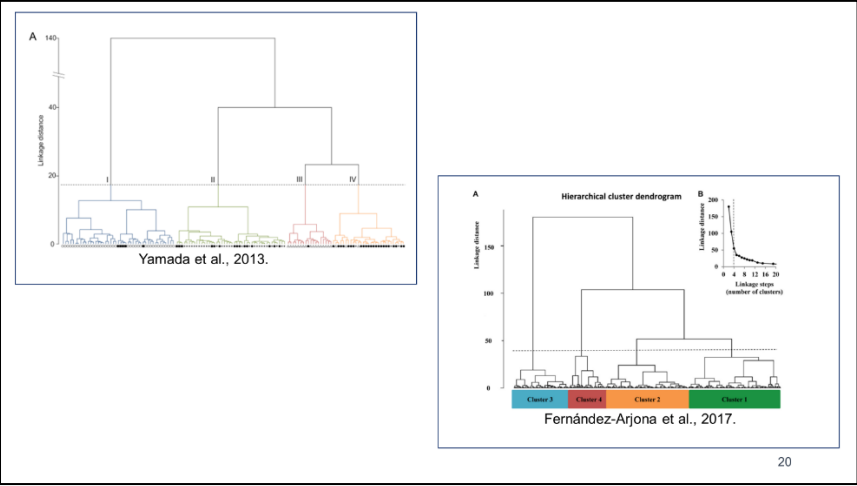 A
140
40
20
0
Linkage distance
I
II
III
IV
Yamada et al., 2013.
A
Hierarchical cluster dendrogram
Linkage distance
150
100
50
0
Cluster 3
Cluster 4
Cluster 2
Cluster 1
B
Linkage distance
200
150
100
50
0
0 4 8 12 16 20
Linkage steps
(number of clusters)
Fernández-Arjona et al., 2017.
20